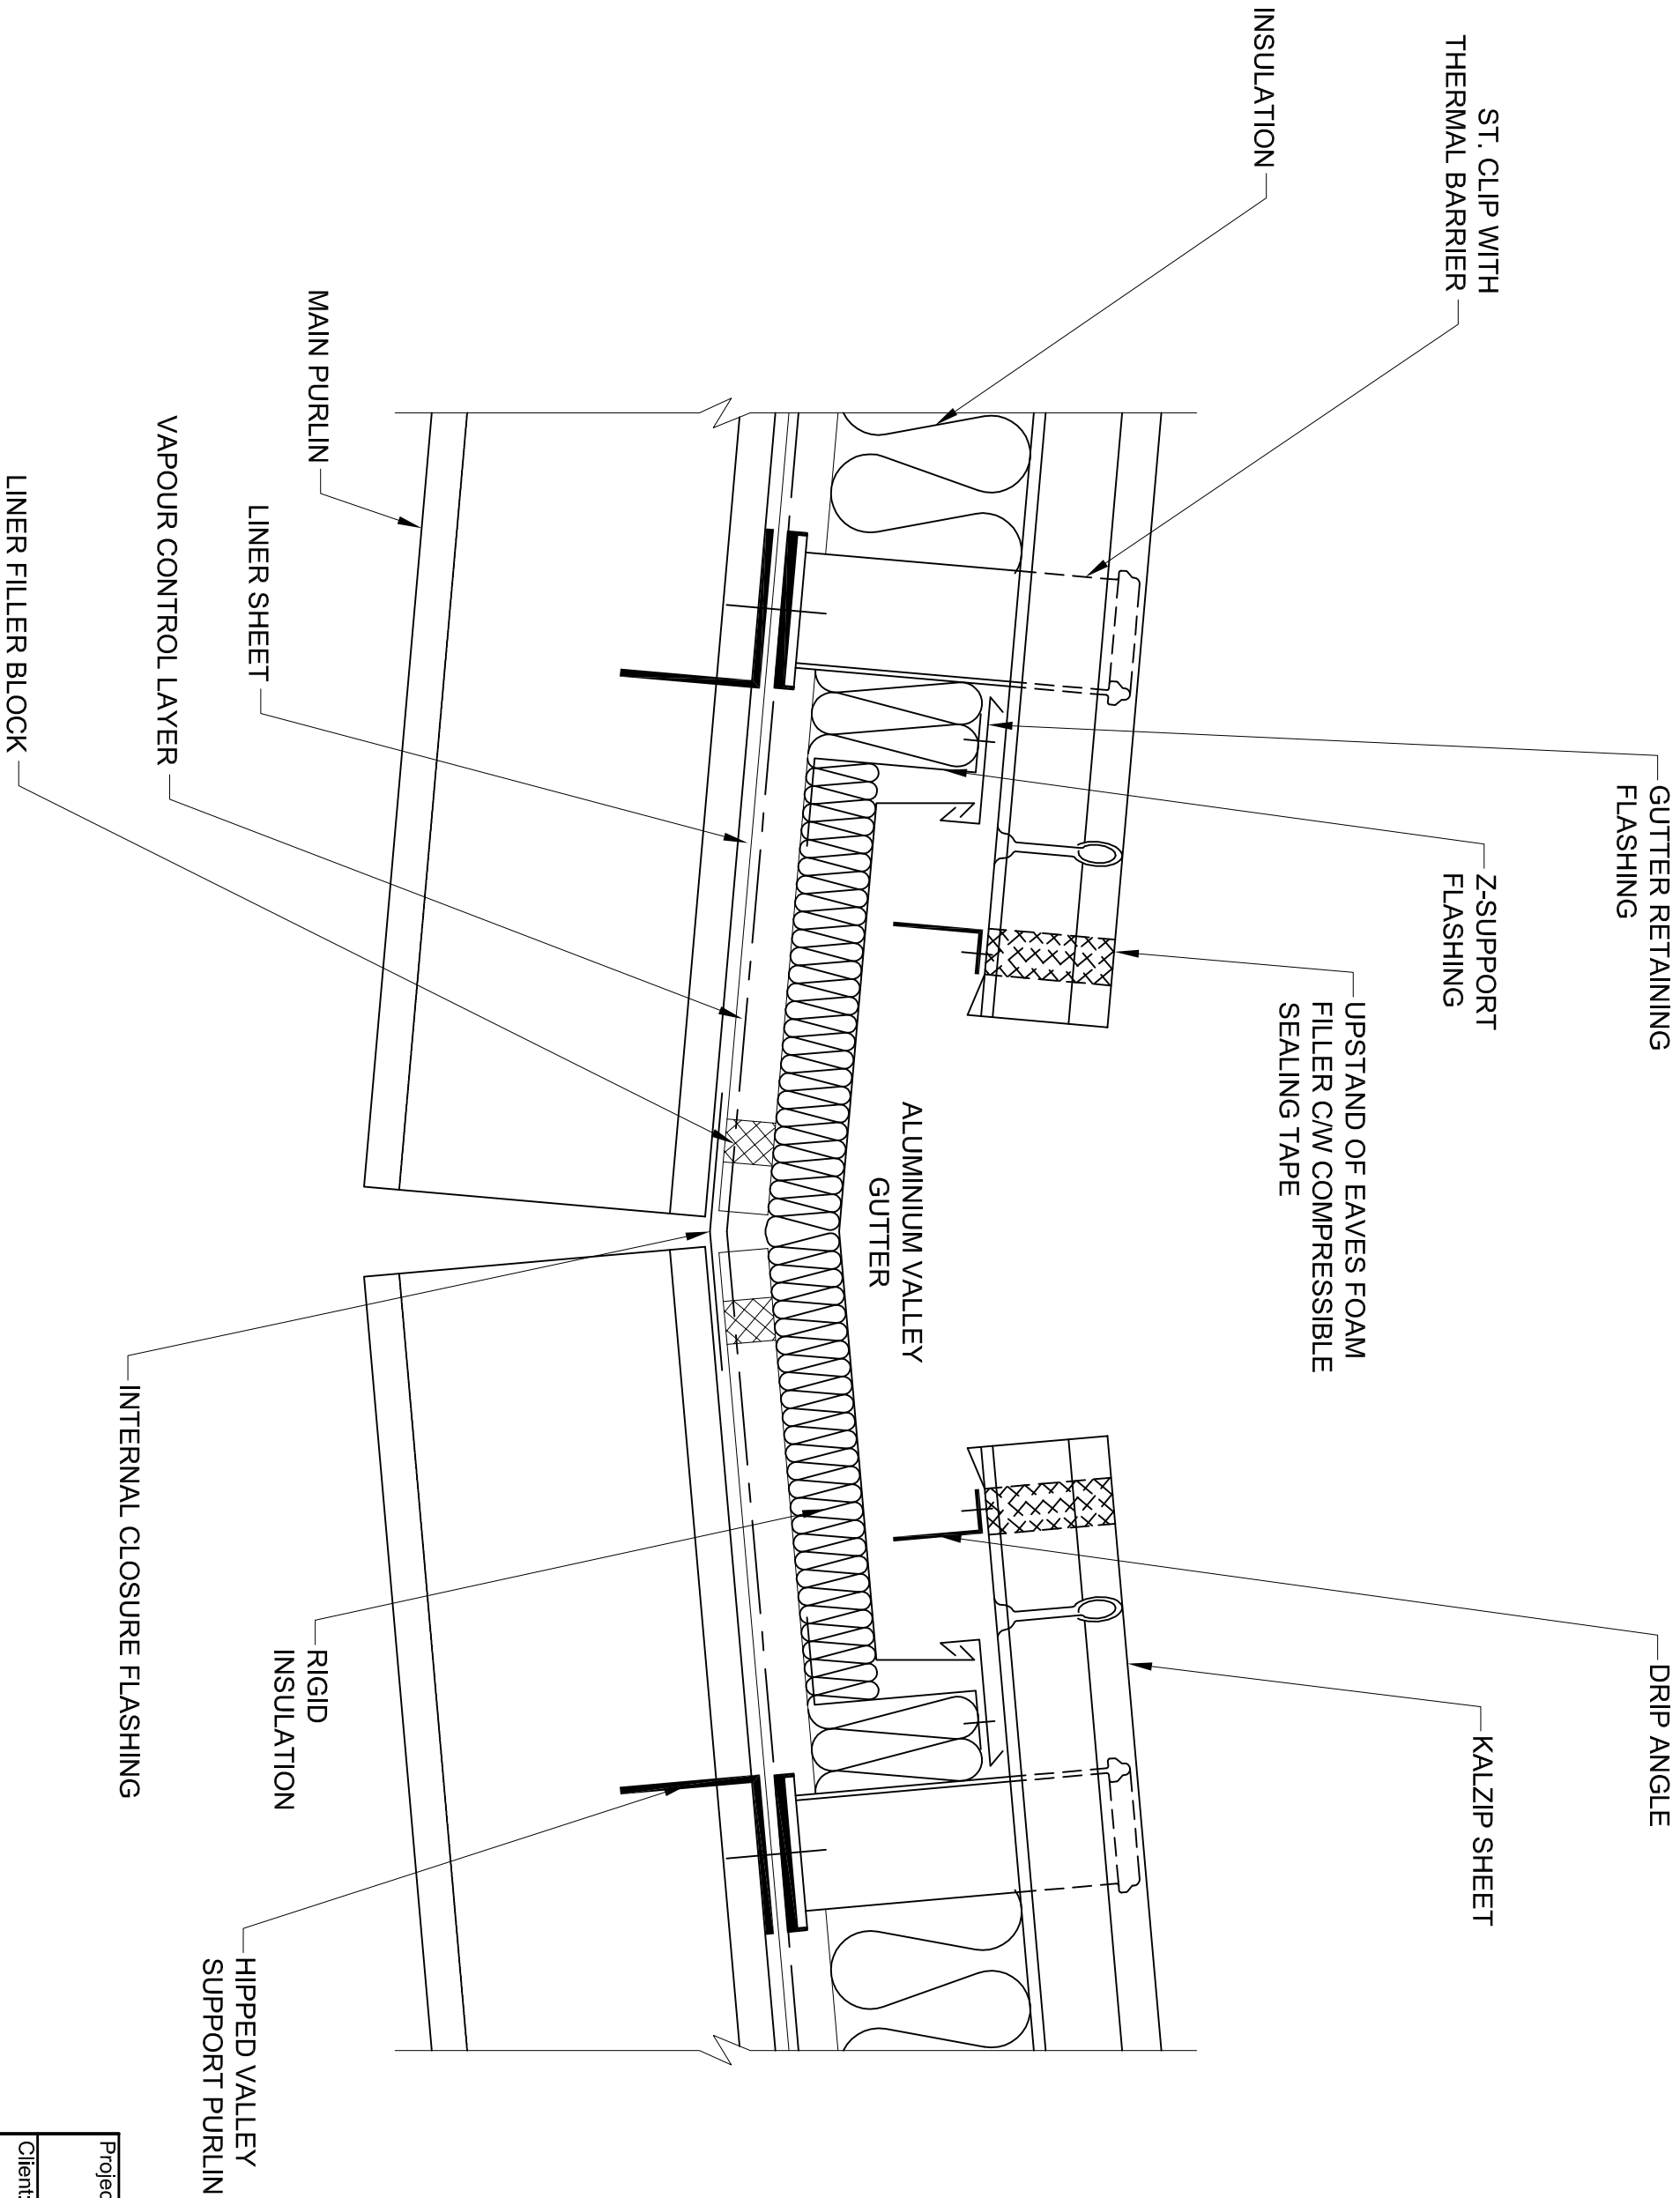 GUTTER RETAINING
FLASHING
Z-SUPPORT
FLASHING
UPSTAND OF EAVES FOAM
FILLER C/W COMPRESSIBLE
SEALING TAPE
DRIP ANGLE
KALZIP SHEET
ST. CLIP WITH
THERMAL BARRIER
INSULATION
ALUMINIUM VALLEY
GUTTER
MAIN PURLIN
LINER SHEET
VAPOUR CONTROL LAYER
LINER FILLER BLOCK
INTERNAL CLOSURE FLASHING
RIGID
INSULATION
HIPPED VALLEY
SUPPORT PURLIN
Projec
Client: